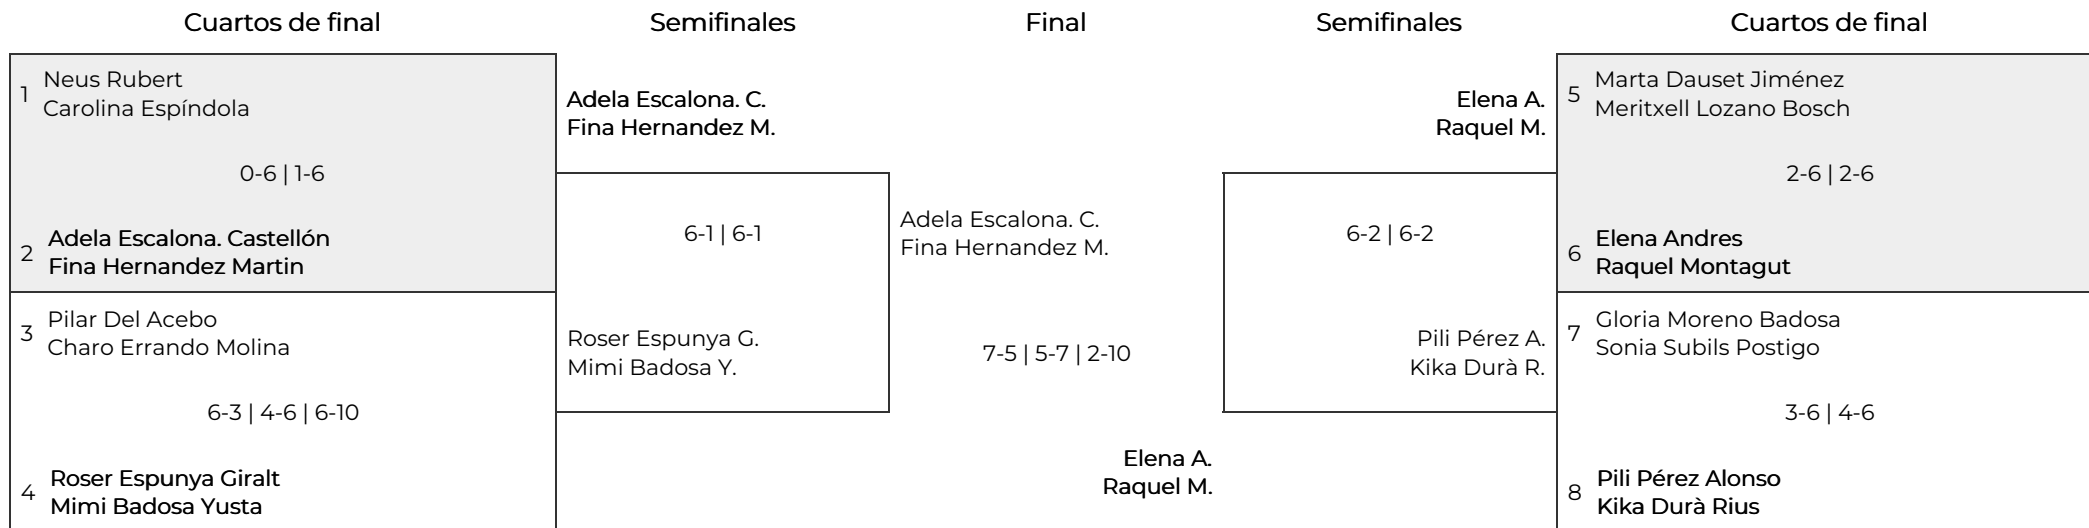 Cuartos de final
Semifinales
Final
Semifinales
Cuartos de final
1
Neus Rubert
Carolina Espíndola
0-6 | 1-6
2
Adela Escalona. Castellón
Fina Hernandez Martin
3
Pilar Del Acebo
Charo Errando Molina
6-3 | 4-6 | 6-10
4
Roser Espunya Giralt
Mimi Badosa Yusta
Adela Escalona. C.
Fina Hernandez M.
6-1 | 6-1
Roser Espunya G.
Mimi Badosa Y.
Adela Escalona. C.
Fina Hernandez M.
7-5 | 5-7 | 2-10
Elena A.
Raquel M.
Elena A.
Raquel M.
6-2 | 6-2
Pili Pérez A.
Kika Durà R.
5
Marta Dauset Jiménez
Meritxell Lozano Bosch
2-6 | 2-6
6
Elena Andres
Raquel Montagut
7
Gloria Moreno Badosa
Sonia Subils Postigo
3-6 | 4-6
8
Pili Pérez Alonso
Kika Durà Rius